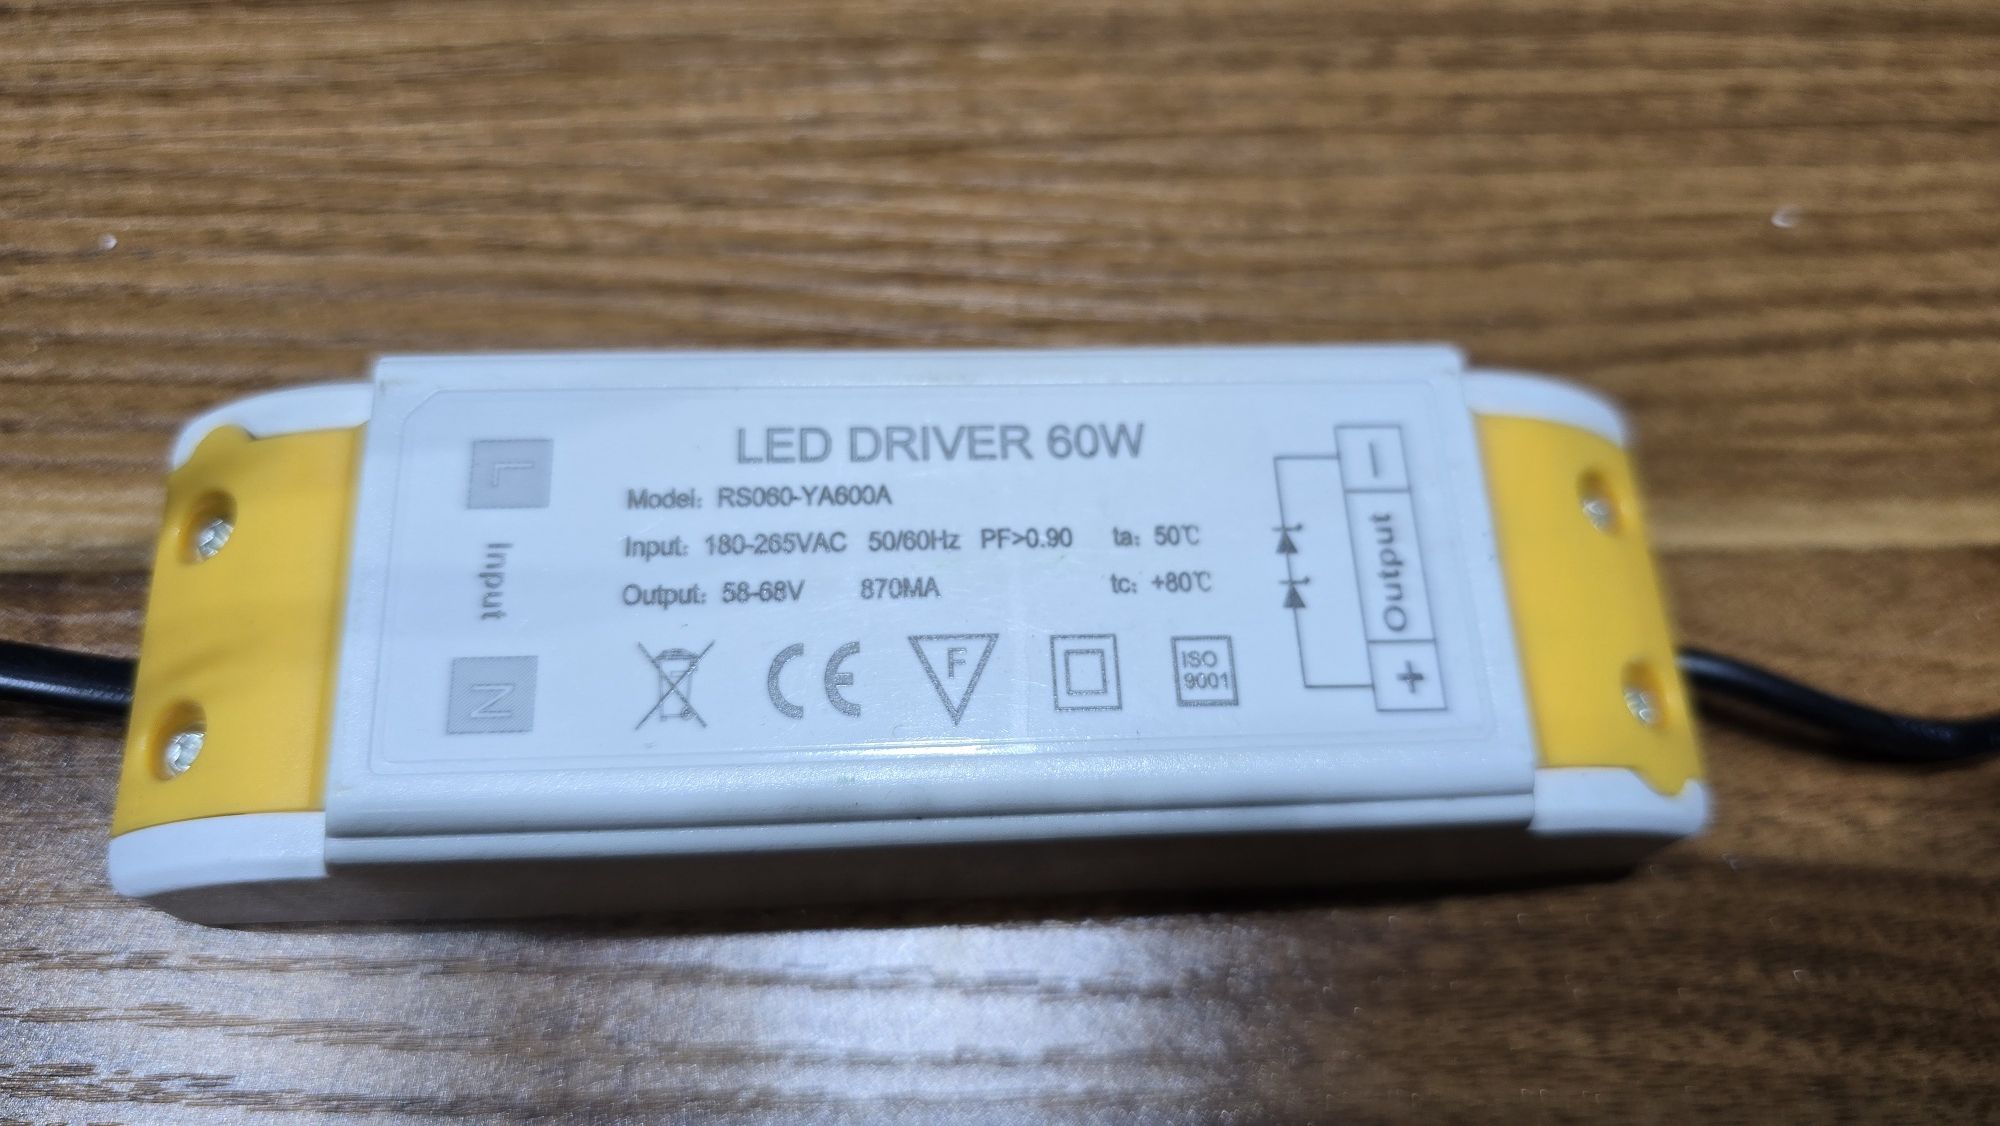 LED DRIVER 60W
L
Model: RS060-YA600A
Input: 180-265VAC 50/60Hz PF>0.90 ta: 50℃
Output: 58-68V 870MA tc: +80℃
Input
N
CE
F
ISO
9001
−
Output
+